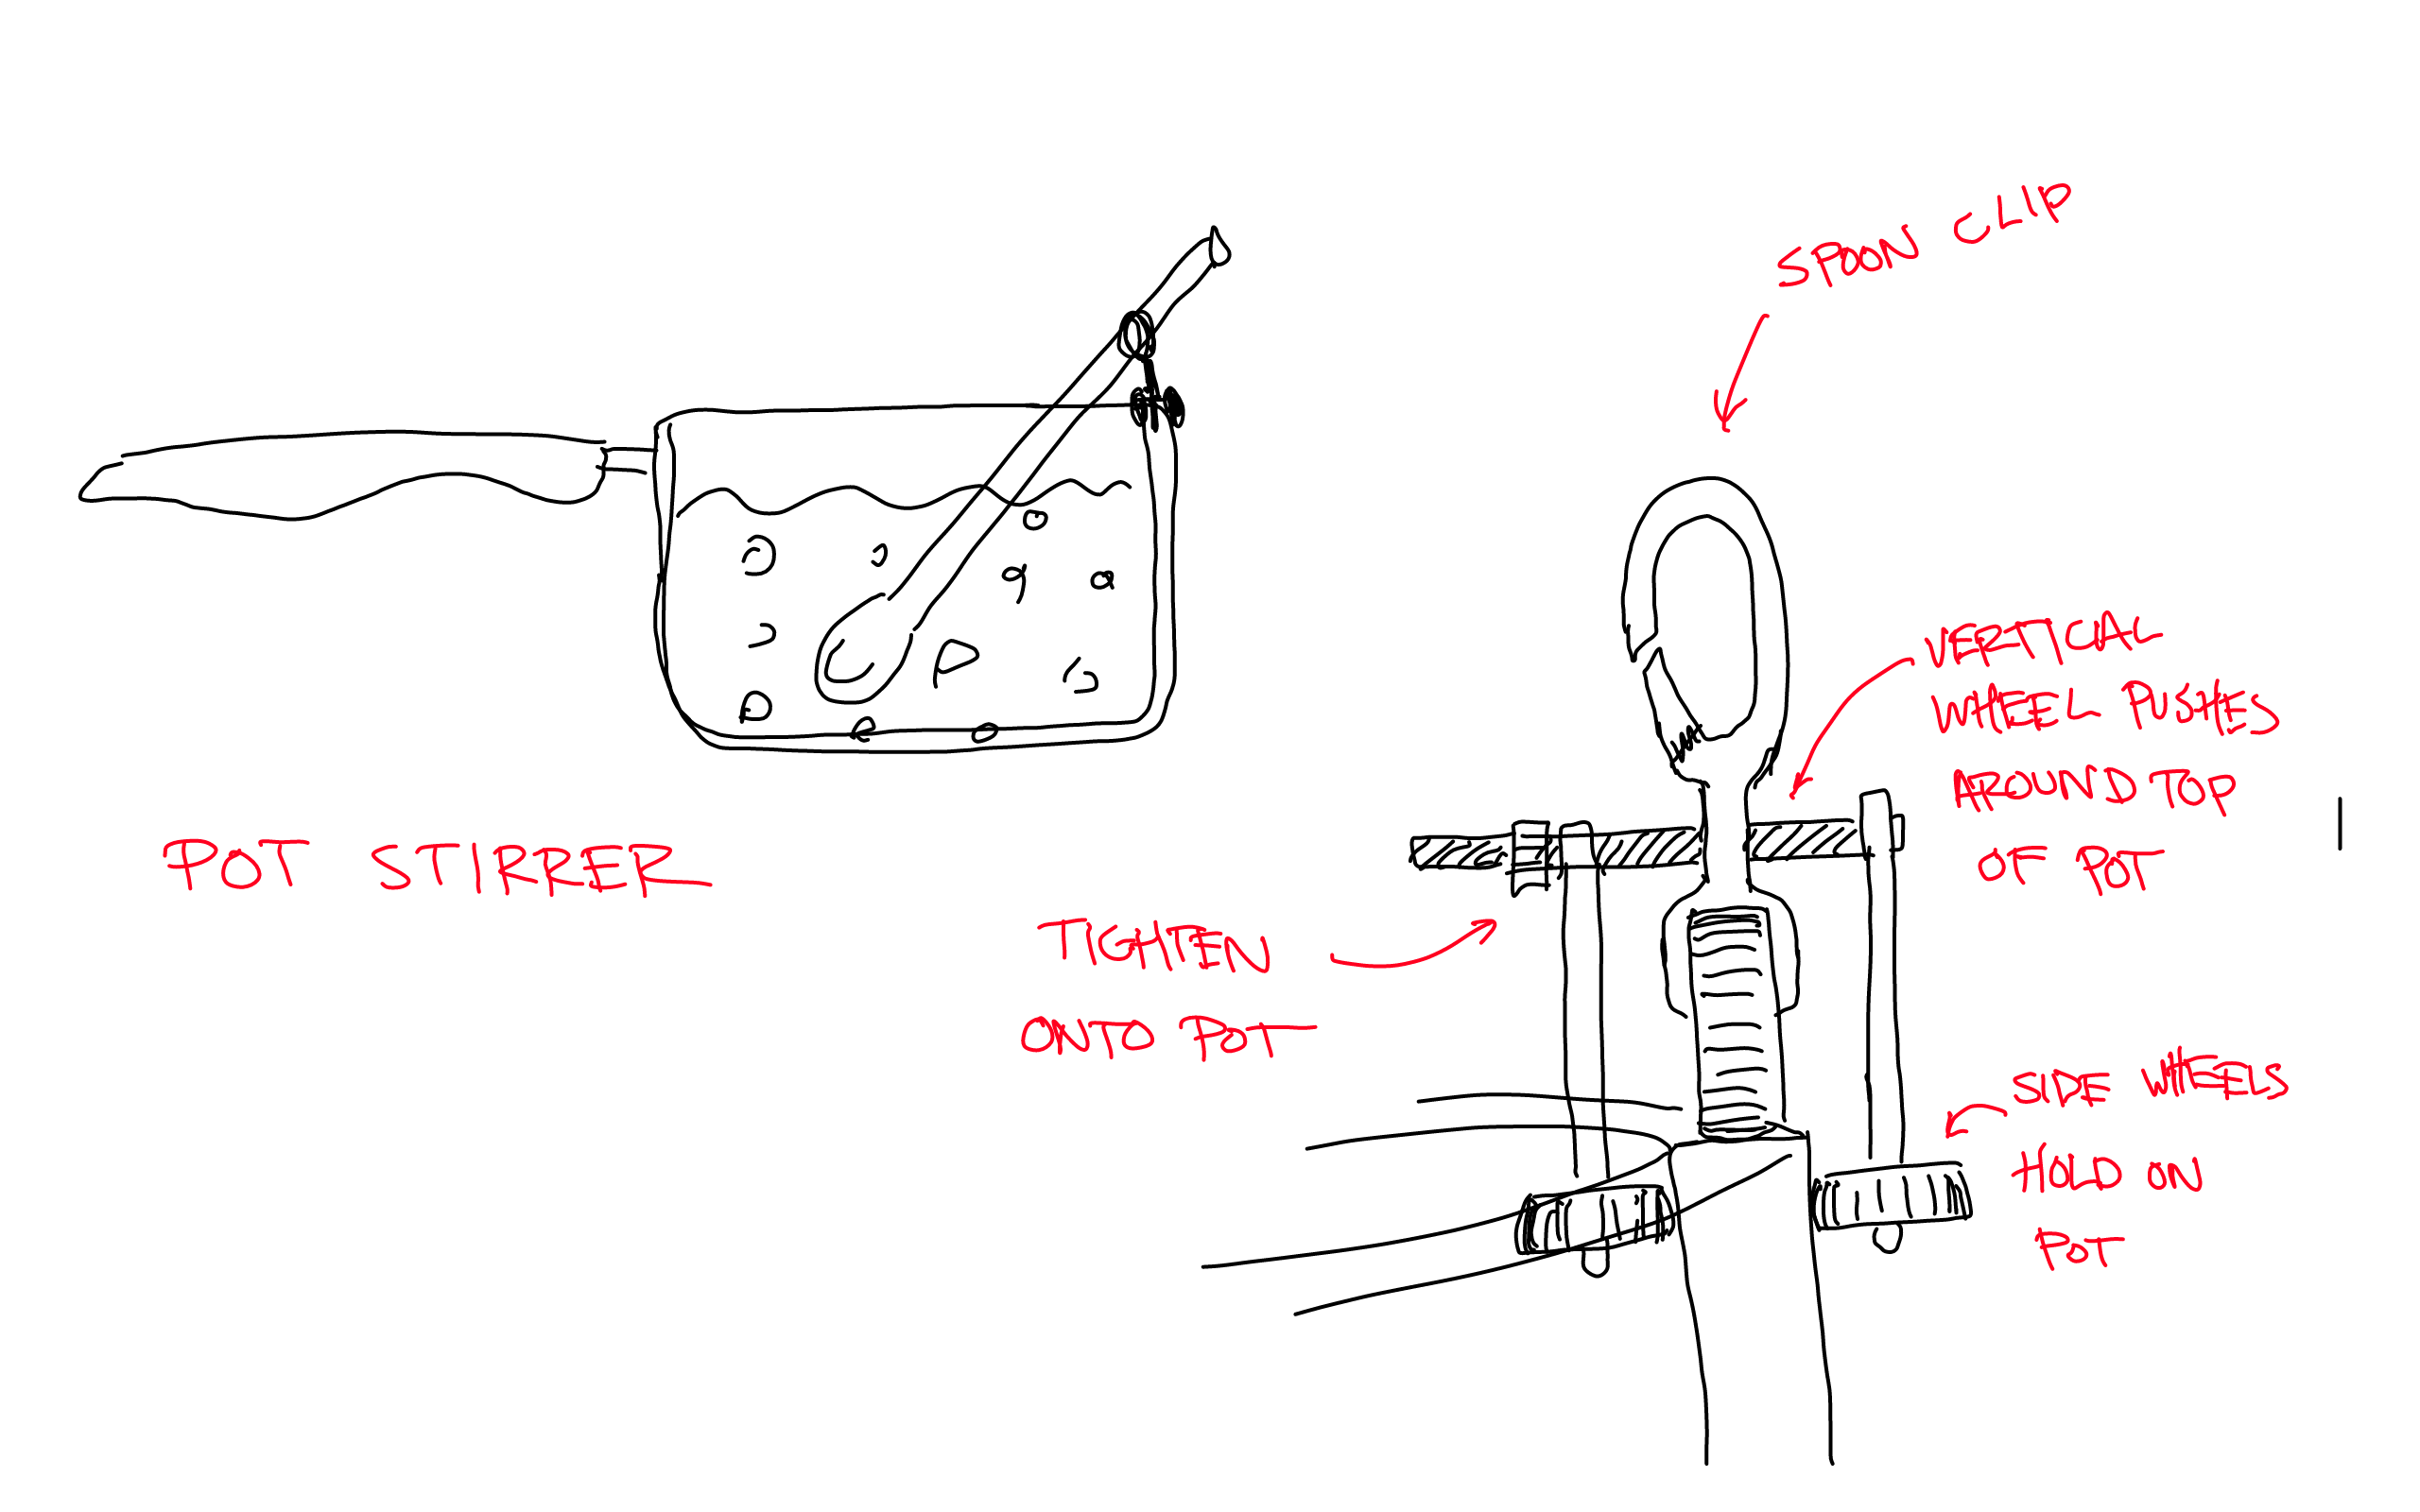 SPOON CLIP
VERTICAL
WHEEL PUSHES
AROUND TOP
OF POT
POT STIRRER
TIGHTEN
ONTO POT
SIDE WHEELS
HOLD ON
POT